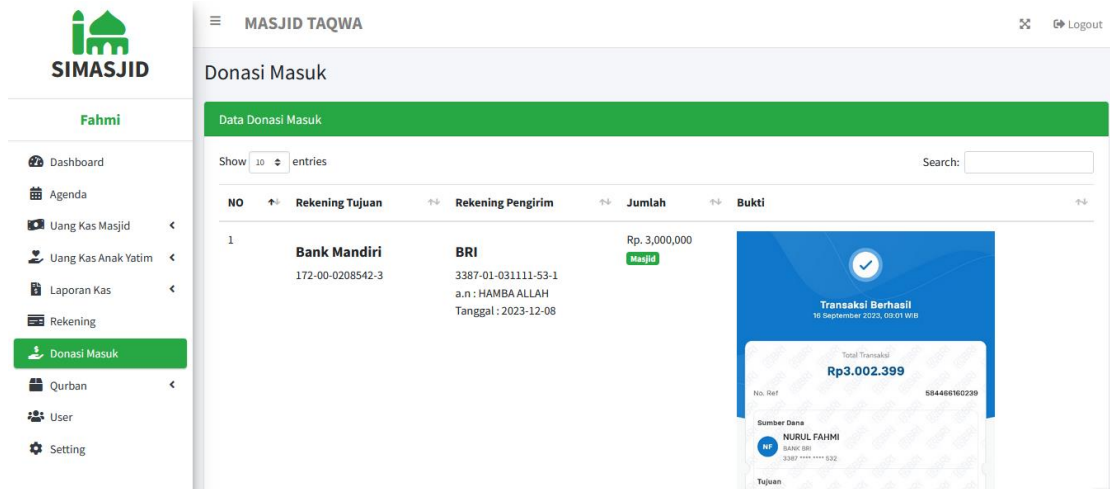 SIMASJID
Fahmi
Dashboard
Agenda
Uang Kas Masjid
Uang Kas Anak Yatim
Laporan Kas
Rekening
Donasi Masuk
Qurban
User
Setting
MASJID TAQWA
Logout
Donasi Masuk
Data Donasi Masuk
Show 10 entries
Search:
NO Rekening Tujuan Rekening Pengirim Jumlah Bukti
1
Bank Mandiri
172-00-0208542-3
BRI
3387-01-031111-53-1
a.n : HAMBA ALLAH
Tanggal : 2023-12-08
Rp. 3,000,000
Masjid
Transaksi Berhasil
16 September 2023, 09:01 WIB
Total Transaksi
Rp3.002.399
No. Ref 584466160239
Sumber Dana
NF
NURUL FAHMI
BANK BRI
3387 **** **** 532
Tujuan